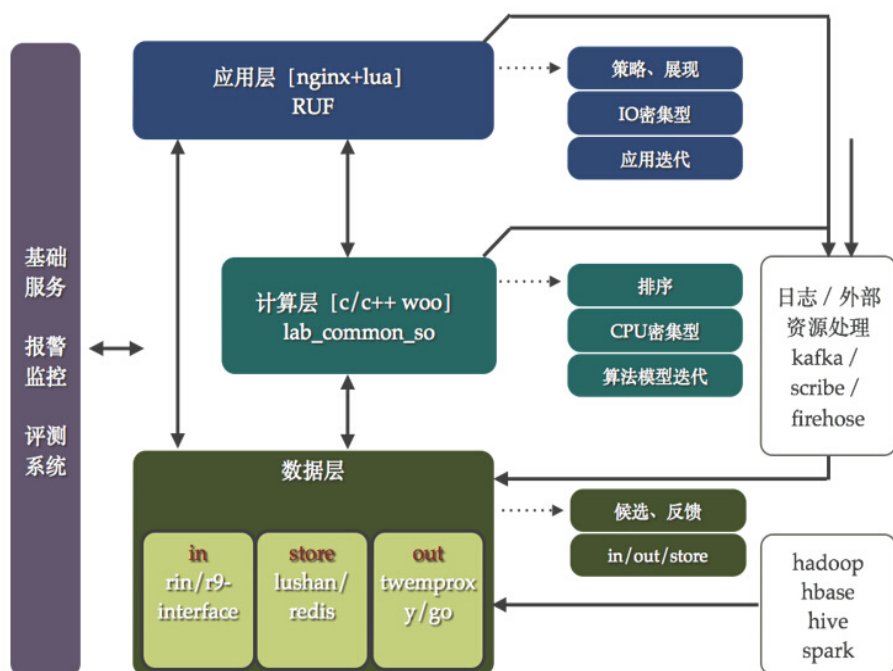 基础
服务
报警
监控
评测
系统
应用层［nginx+lua］
RUF
策略、展现
IO密集型
应用迭代
计算层［c/c++ woo］
lab_common_so
排序
CPU密集型
算法模型迭代
日志 / 外部
资源处理
kafka /
scribe /
firehose
数据层
in
rin/r9-
interface
store
lushan/
redis
out
twemprox
y/go
候选、反馈
in/out/store
hadoop
hbase
hive
spark